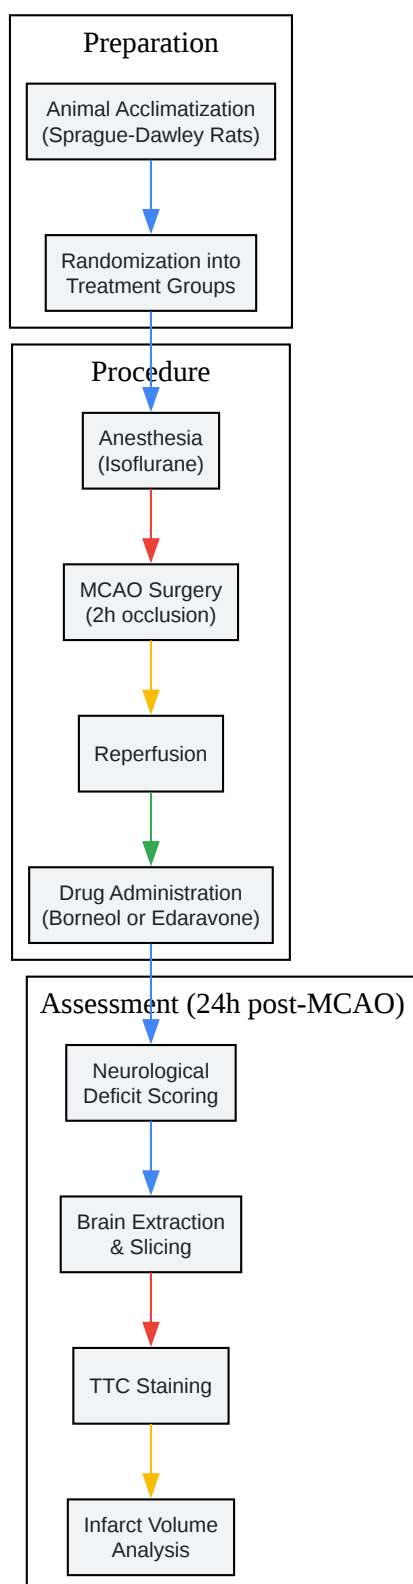 Preparation
Animal Acclimatization
(Sprague-Dawley Rats)
Randomization into
Treatment Groups
Procedure
Anesthesia
(Isoflurane)
MCAO Surgery
(2h occlusion)
Reperfusion
Drug Administration
(Borneol or Edaravone)
Assessment (24h post-MCAO)
Neurological
Deficit Scoring
Brain Extraction
& Slicing
TTC Staining
Infarct Volume
Analysis